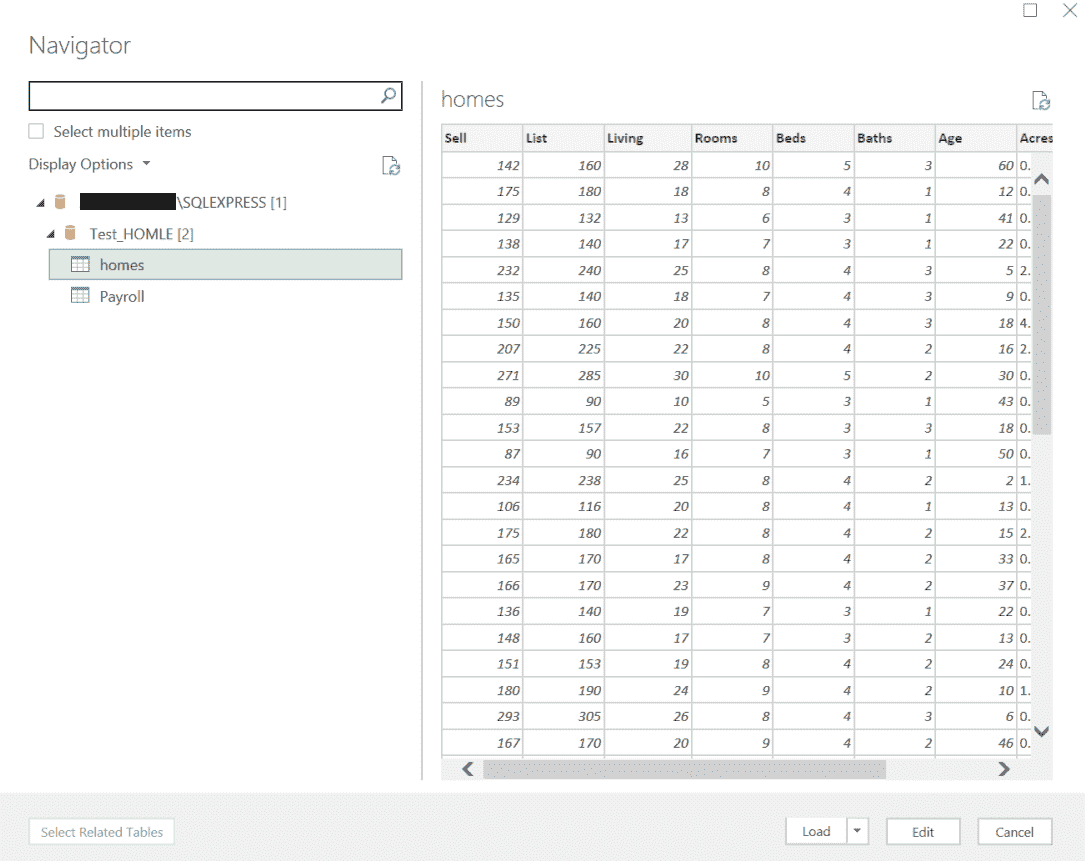 Navigator
Select multiple items
Display Options
\SQLEXPRESS [1]
Test_HOMLE [2]
homes
Payroll
homes
Sell List Living Rooms Beds Baths Age Acres
142 160 28 10 5 3 60 0.
175 180 18 8 4 1 12 0.
129 132 13 6 3 1 41 0.
138 140 17 7 3 1 22 0.
232 240 25 8 4 3 5 2.
135 140 18 7 4 3 9 0.
150 160 20 8 4 3 18 4.
207 225 22 8 4 2 16 2.
271 285 30 10 5 2 30 0.
89 90 10 5 3 1 43 0.
153 157 22 8 3 3 18 0.
87 90 16 7 3 1 50 0.
234 238 25 8 4 2 2 1.
106 116 20 8 4 1 13 0.
175 180 22 8 4 2 15 2.
165 170 17 8 4 2 33 0.
166 170 23 9 4 2 37 0.
136 140 19 7 3 1 22 0.
148 160 17 7 3 2 13 0.
151 153 19 8 4 2 24 0.
180 190 24 9 4 2 10 1.
293 305 26 8 4 3 6 0.
167 170 20 9 4 2 46 0.
Select Related Tables
Load
Edit
Cancel